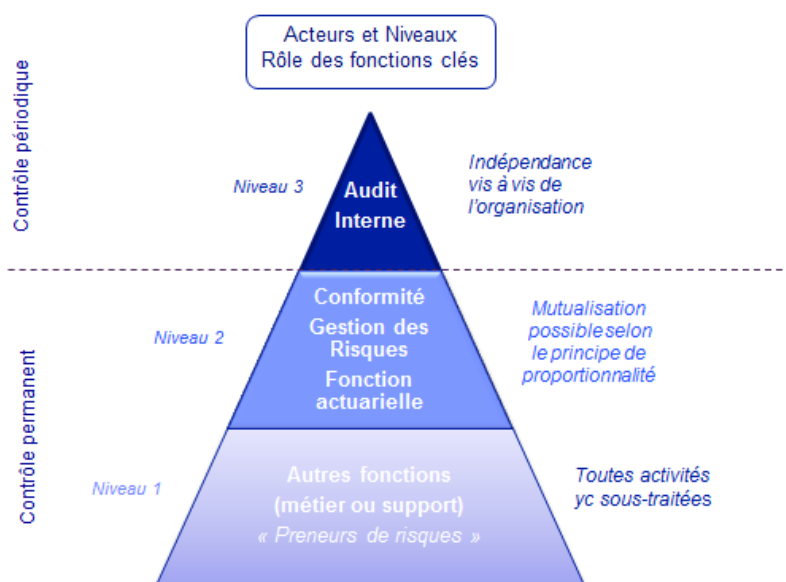 Acteurs et Niveaux
Rôle des fonctions clés
Contrôle périodique
Niveau 3
Audit
Interne
Indépendance
vis à vis de
l'organisation
Contrôle permanent
Niveau 2
Conformité
Gestion des
Risques
Fonction
actuarielle
Mutualisation
possible selon
le principe de
proportionnalité
Niveau 1
Autres fonctions
(métier ou support)
« Preneurs de risques »
Toutes activités
yc sous-traitées